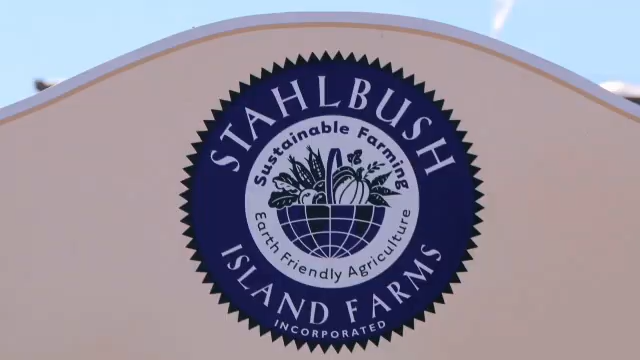 STAHLBUSH
Sustainable Farming
Earth Friendly Agriculture
ISLAND FARMS
INCORPORATED